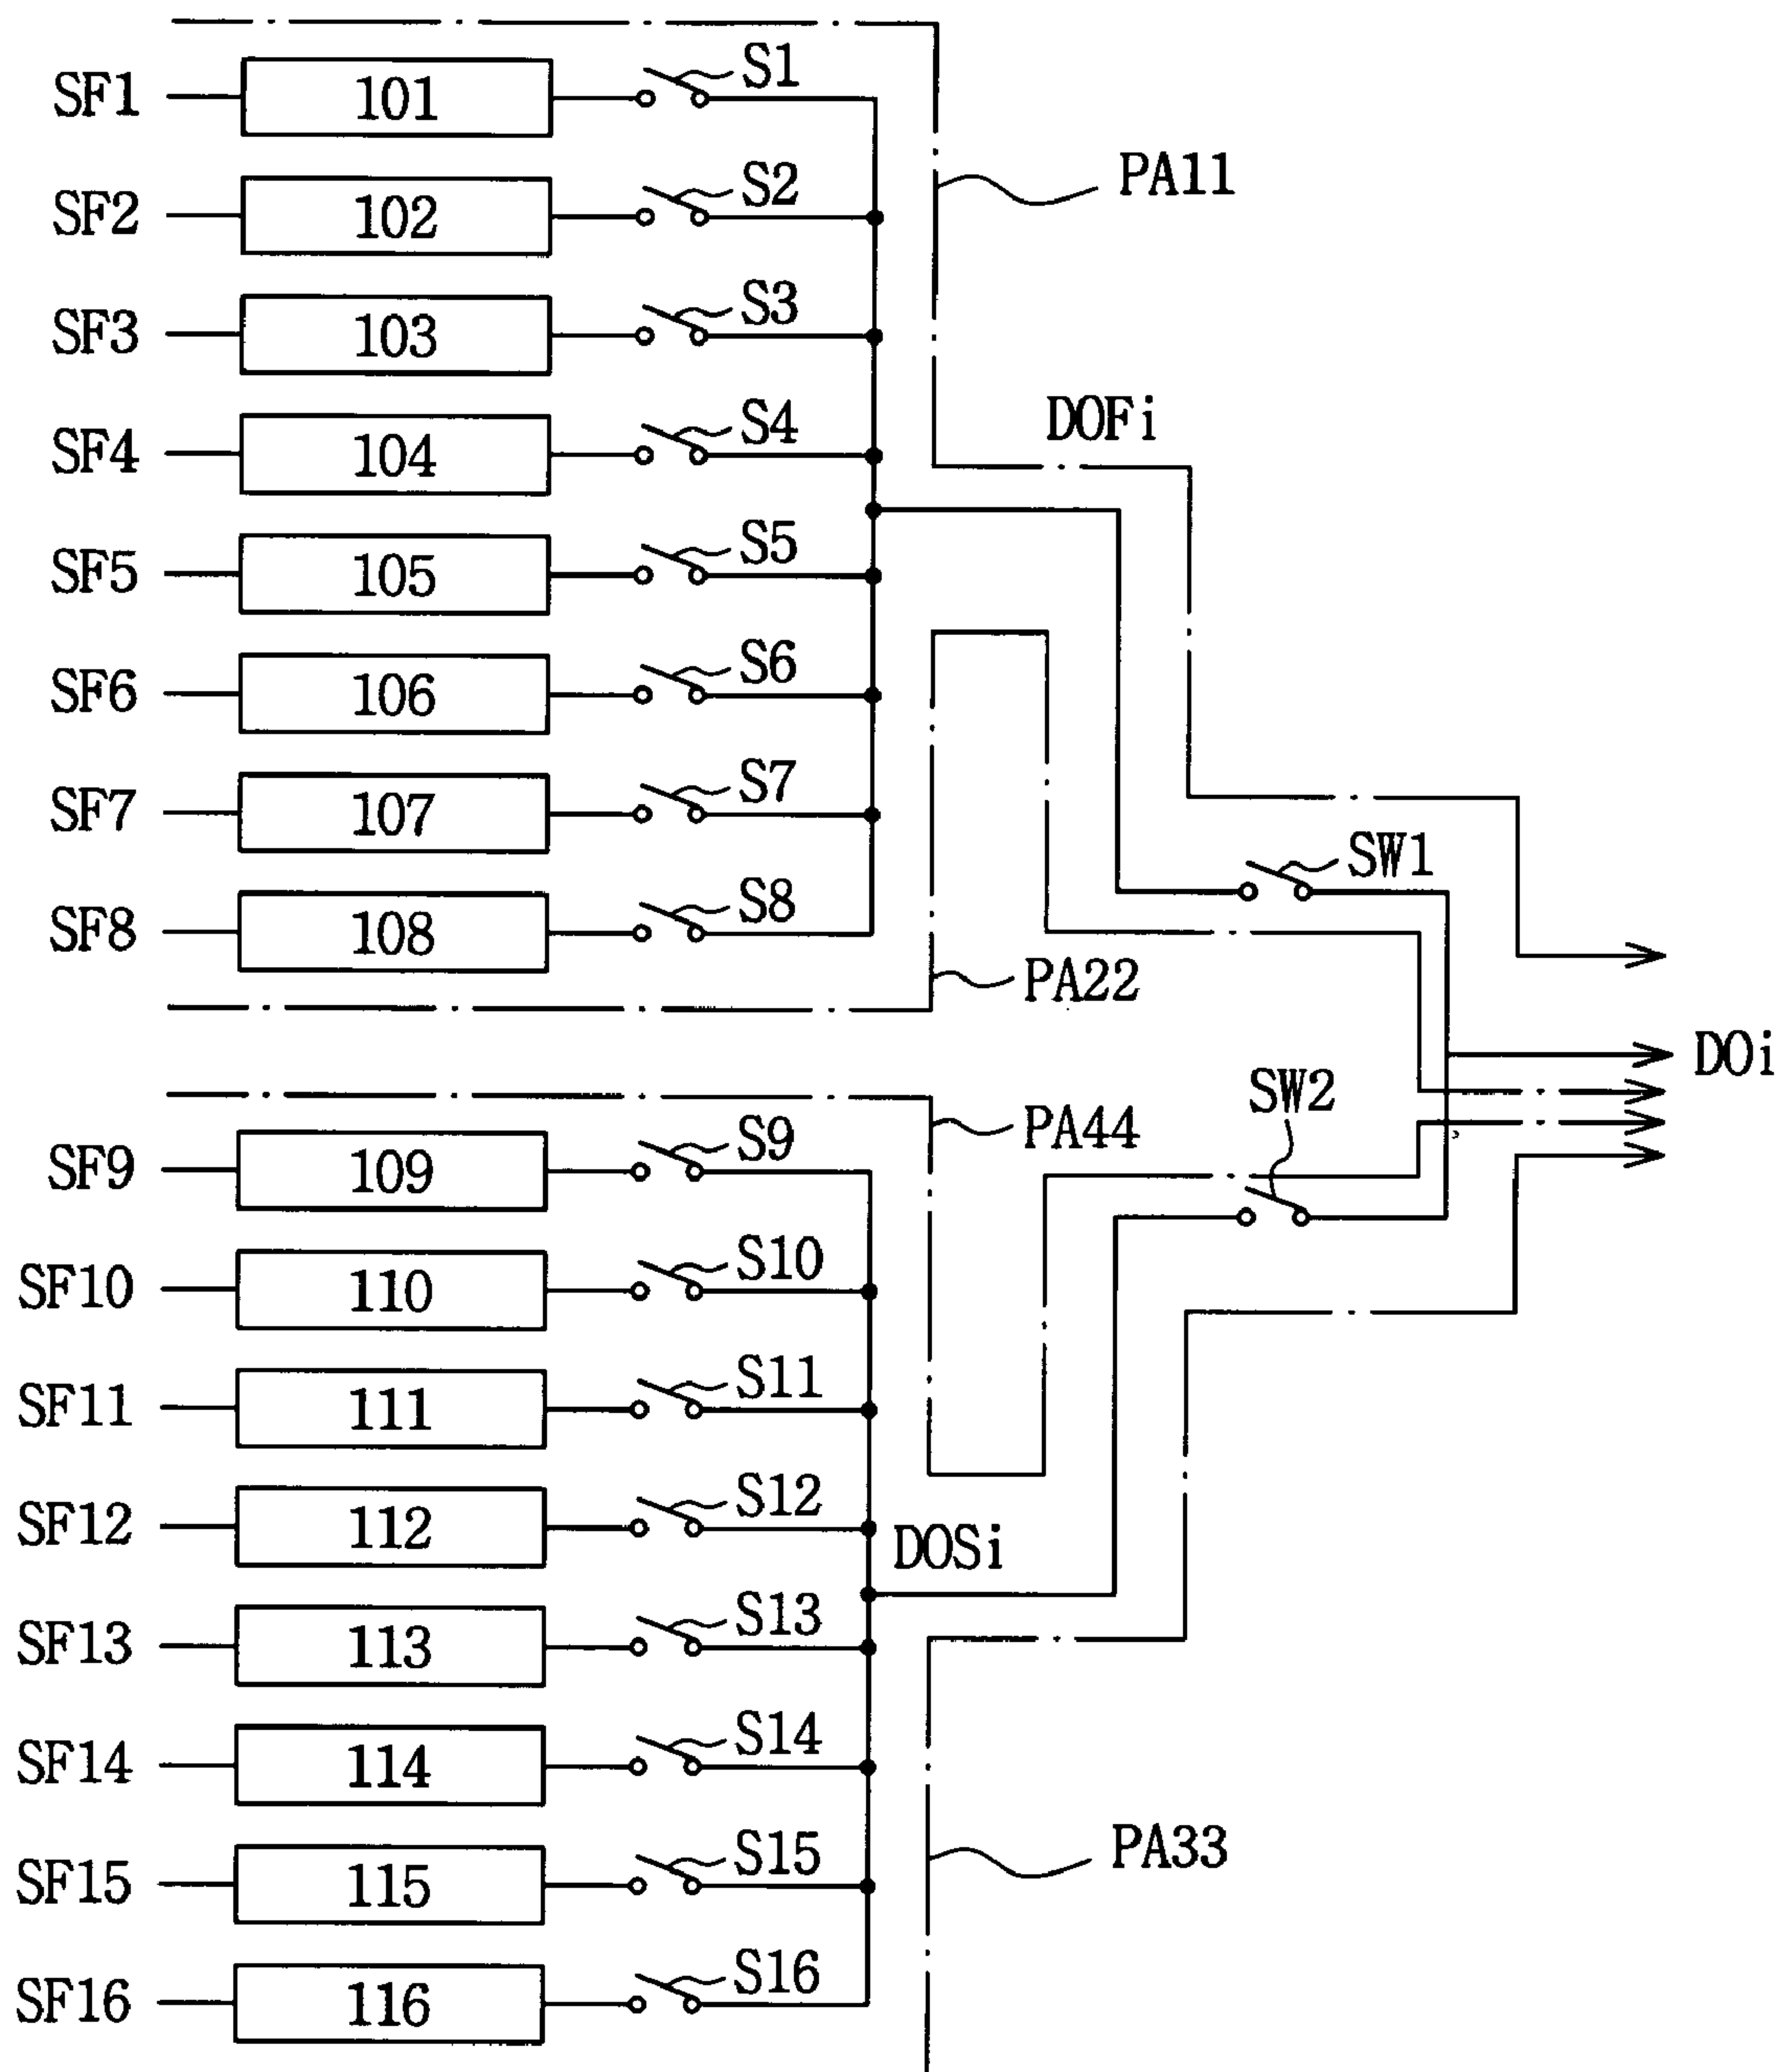 SF1 101 S1
PA11
SF2 102 S2
SF3 103 S3
DOFi
SF4 104 S4
SF5 105 S5
SF6 106 S6
SF7 107 S7
SW1
SF8 108 S8
PA22
DOi
SW2
PA44
SF9 109 S9
SF10 110 S10
SF11 111 S11
SF12 112 S12
DOSi
SF13 113 S13
SF14 114 S14
SF15 115 S15
PA33
SF16 116 S16